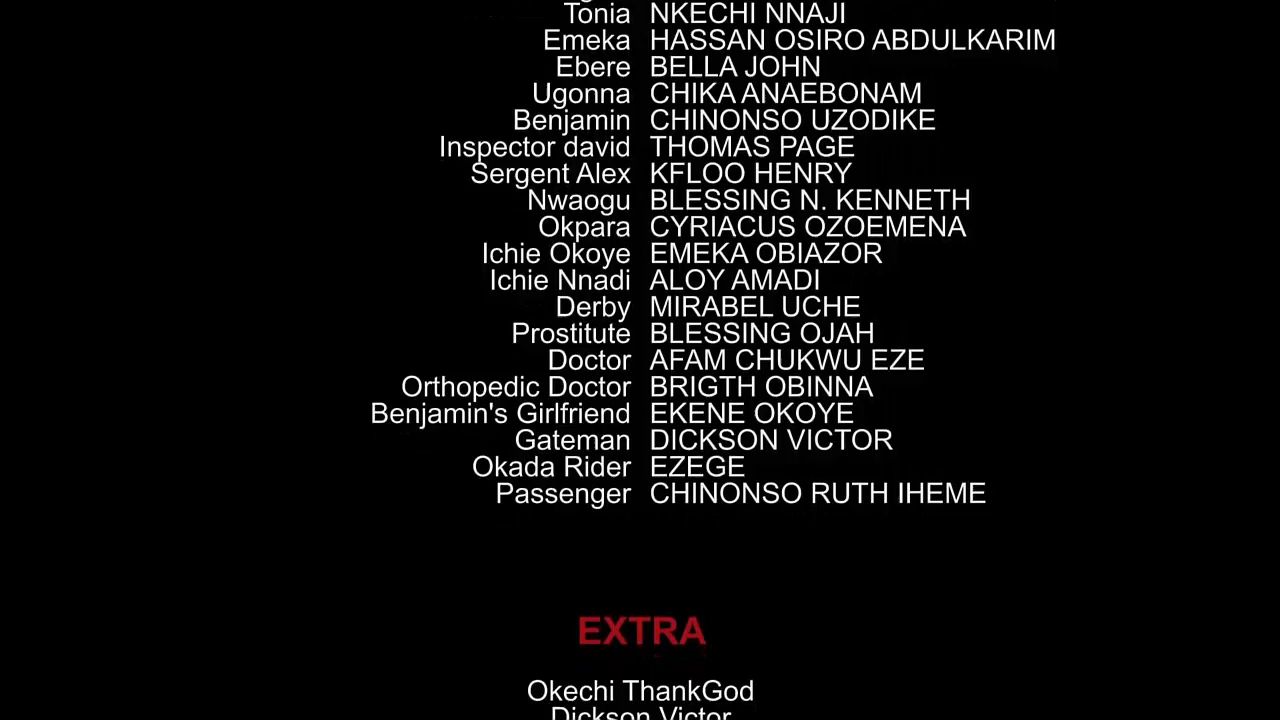 Tonia NKECHI NNAJI
Emeka HASSAN OSIRO ABDULKARIM
Ebere BELLA JOHN
Ugonna CHIKA ANAEBONAM
Benjamin CHINONSO UZODIKE
Inspector david THOMAS PAGE
Sergent Alex KFLOO HENRY
Nwaogu BLESSING N. KENNETH
Okpara CYRIACUS OZOEMENA
Ichie Okoye EMEKA OBIAZOR
Ichie Nnadi ALOY AMADI
Derby MIRABEL UCHE
Prostitute BLESSING OJAH
Doctor AFAM CHUKWU EZE
Orthopedic Doctor BRIGTH OBINNA
Benjamin's Girlfriend EKENE OKOYE
Gateman DICKSON VICTOR
Okada Rider EZEGE
Passenger CHINONSO RUTH IHEME
EXTRA
Okechi ThankGod
Dickson Victor